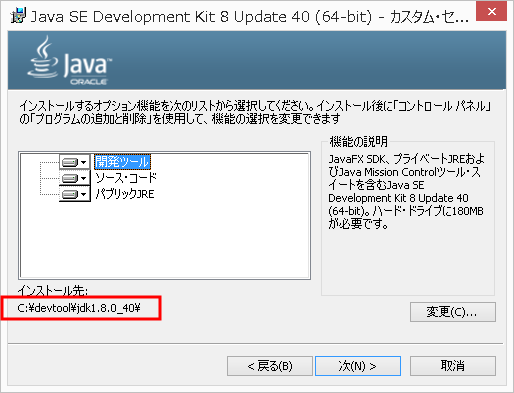 Java SE Development Kit 8 Update 40 (64-bit) - カスタム・セ...
Java
ORACLE
インストールするオプション機能を次のリストから選択してください。インストール後に「コントロール パネル」
の「プログラムの追加と削除」を使用して、機能の選択を変更できます
開発ツール
ソース・コード
パブリックJRE
機能の説明
JavaFX SDK、プライベートJREおよ
びJava Mission Controlツール・ス
イートを含むJava SE
Development Kit 8 Update 40
(64-bit)。ハード・ドライブに180MB
が必要です。
インストール先:
C:¥devtool¥jdk1.8.0_40¥
変更(C)...
< 戻る(B)
次(N) >
取消